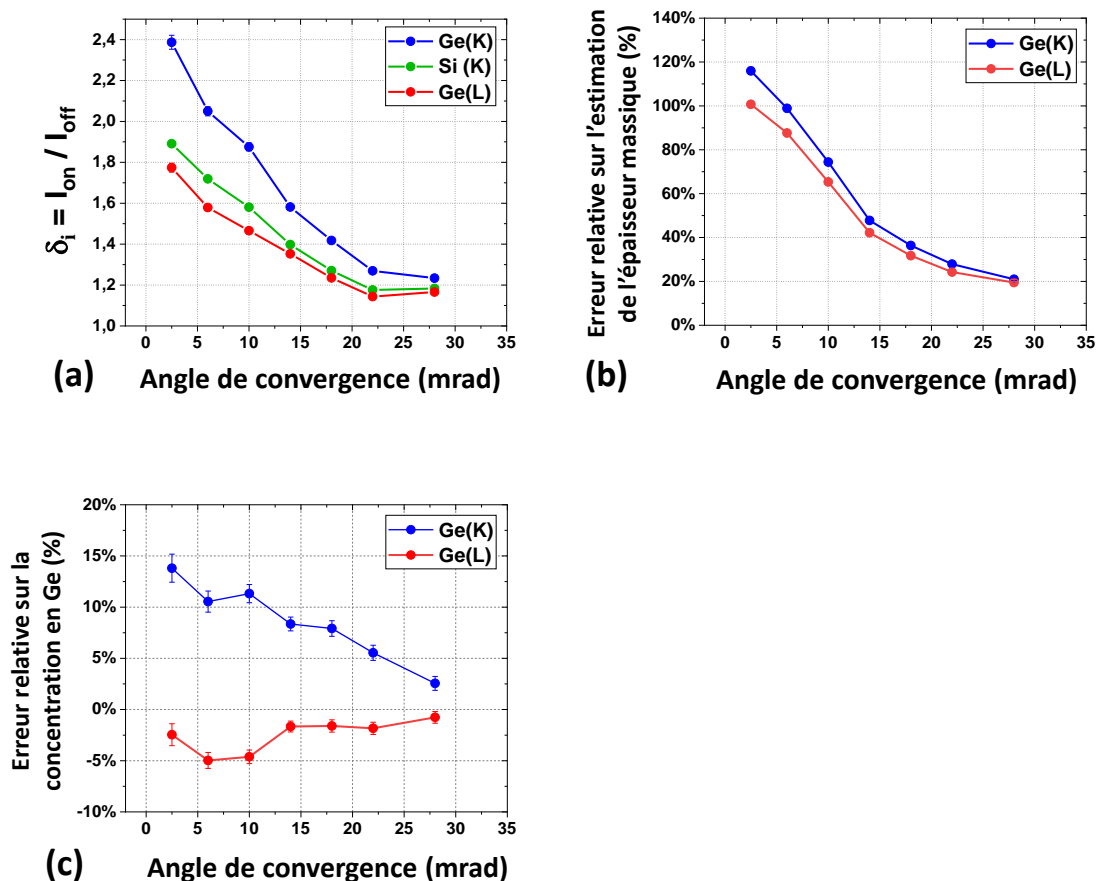 δi = Ion / Ioff
2,4
2,2
2,0
1,8
1,6
1,4
1,2
1,0
Ge(K)
Si (K)
Ge(L)
0 5 10 15 20 25 30 35
(a)
Angle de convergence (mrad)
Erreur relative sur l’estimation
de l’épaisseur massique (%)
140%
120%
100%
80%
60%
40%
20%
0%
Ge(K)
Ge(L)
0 5 10 15 20 25 30 35
(b)
Angle de convergence (mrad)
Erreur relative sur la
concentration en Ge (%)
20%
15%
10%
5%
0%
-5%
-10%
Ge(K)
Ge(L)
0 5 10 15 20 25 30 35
(c)
Angle de convergence (mrad)